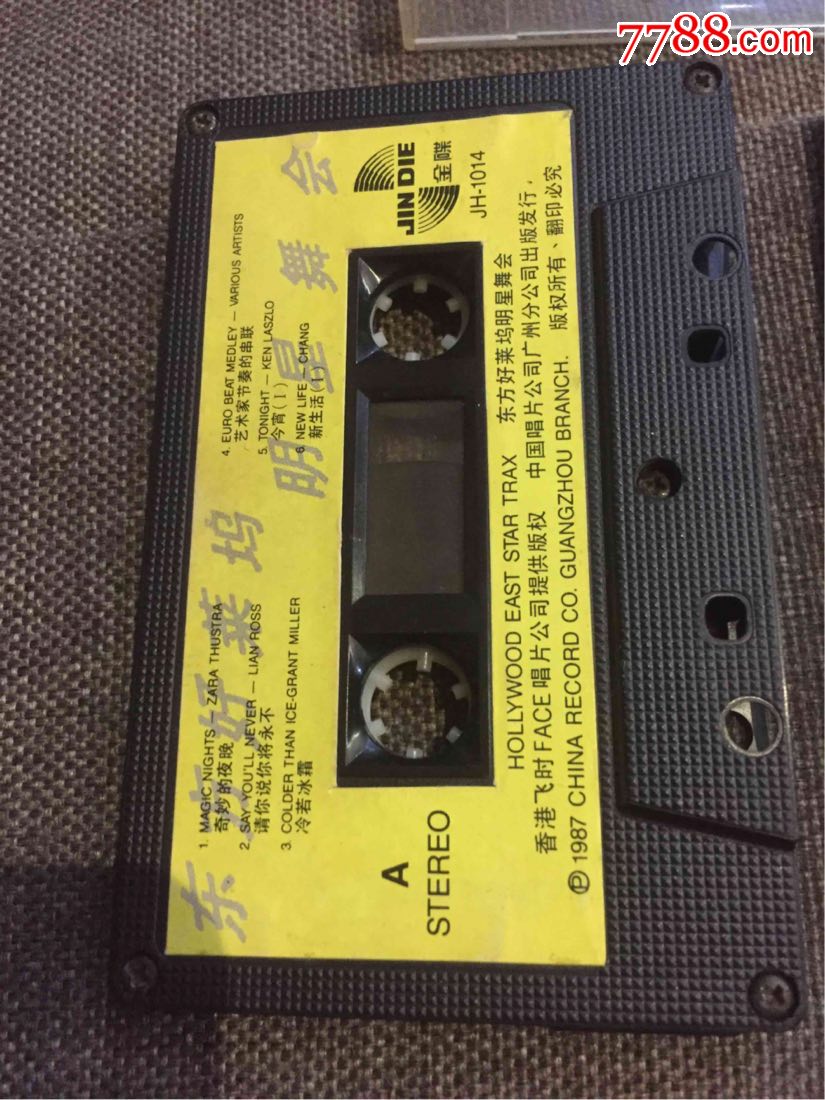 7788.com
东方好莱坞明星舞会
1. MAGIC NIGHTS - ZARA THUSTRA
奇妙的夜晚
2. SAY YOU'LL NEVER — LIAN ROSS
请你说你将永不
3. COLDER THAN ICE-GRANT MILLER
冷若冰霜
4. EURO BEAT MEDLEY — VARIOUS ARTISTS
艺术家节奏的串联
5. TONIGHT — KEN LASZLO
今宵(I)
6. NEW LIFE — CHANG
新生活(I)
JIN DIE
金喋
JH-1014
A
STEREO
HOLLYWOOD EAST STAR TRAX 东方好莱坞明星舞会
香港飞时FACE唱片公司提供版权 中国唱片公司广州分公司出版发行,
℗1987 CHINA RECORD CO. GUANGZHOU BRANCH. 版权所有、翻印必究